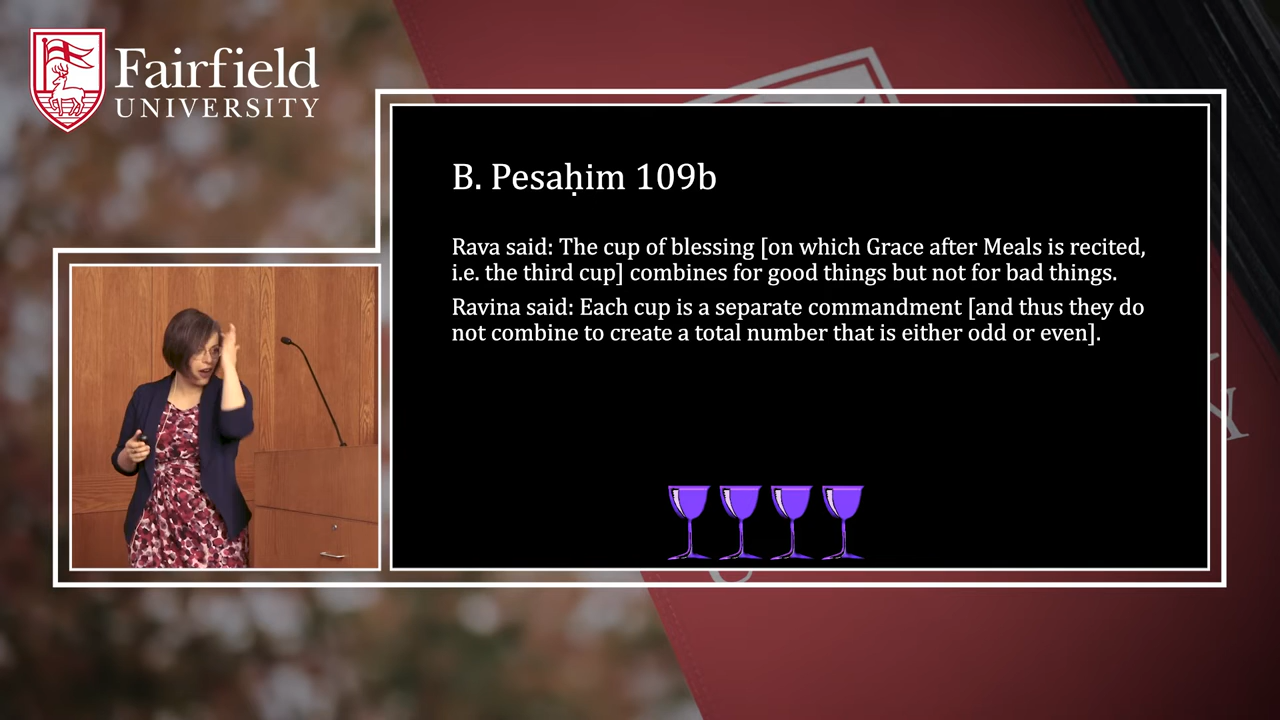 Fairfield
UNIVERSITY
B. Pesaḥim 109b
Rava said: The cup of blessing [on which Grace after Meals is recited,
i.e. the third cup] combines for good things but not for bad things.
Ravina said: Each cup is a separate commandment [and thus they do
not combine to create a total number that is either odd or even].